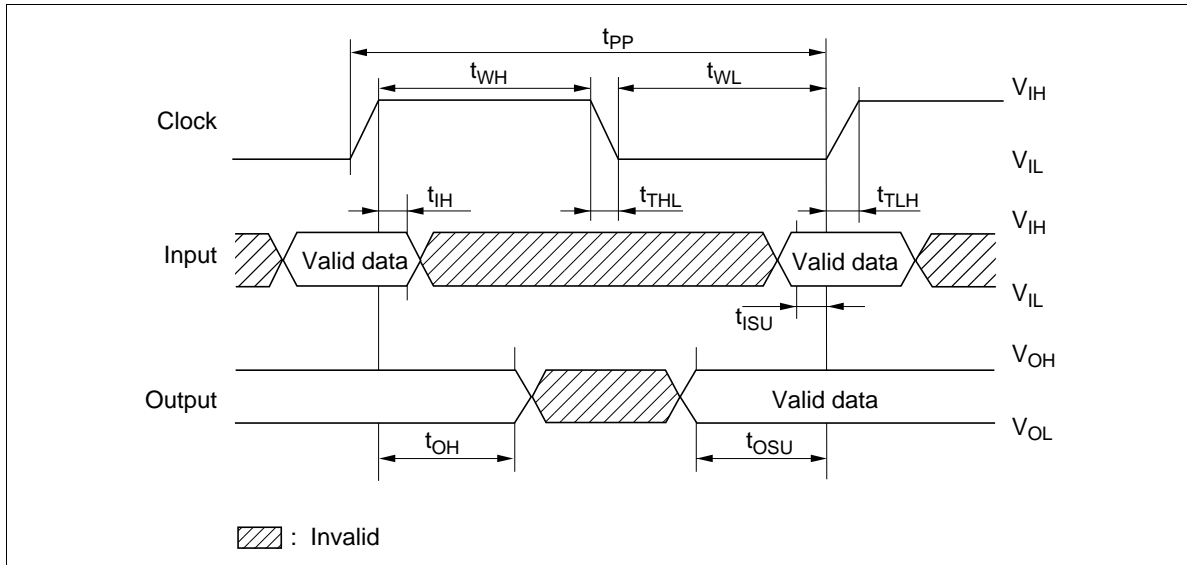 tPP
tWH
tWL
VIH
Clock
VIL
tIH
tTHL
tTLH
VIH
Input
Valid data
Valid data
VIL
tISU
VOH
Output
Valid data
VOL
tOH
tOSU
: Invalid